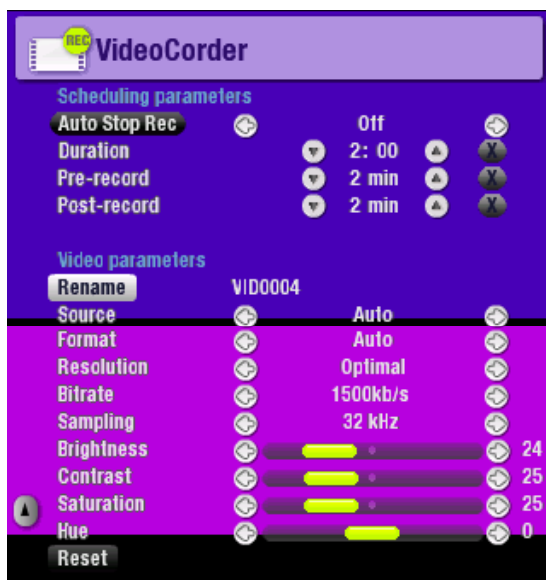 REC
VideoCorder
Scheduling parameters
Auto Stop Rec Off
Duration 2: 00 X
Pre-record 2 min X
Post-record 2 min X
Video parameters
Rename VID0004
Source Auto
Format Auto
Resolution Optimal
Bitrate 1500kb/s
Sampling 32 kHz
Brightness 24
Contrast 25
Saturation 25
Hue 0
Reset